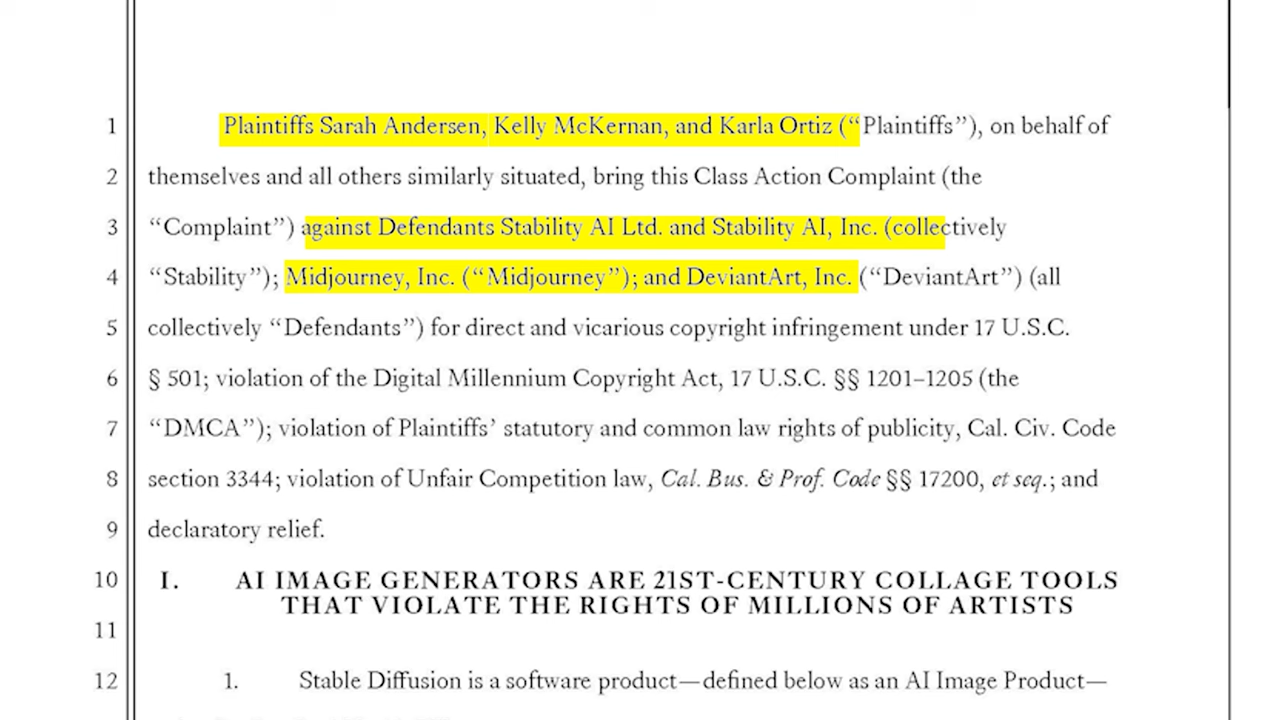 1 Plaintiffs Sarah Andersen, Kelly McKernan, and Karla Ortiz (“Plaintiffs”), on behalf of
2 themselves and all others similarly situated, bring this Class Action Complaint (the
3 “Complaint”) against Defendants Stability AI Ltd. and Stability AI, Inc. (collectively
4 “Stability”); Midjourney, Inc. (“Midjourney”); and DeviantArt, Inc. (“DeviantArt”) (all
5 collectively “Defendants”) for direct and vicarious copyright infringement under 17 U.S.C.
6 § 501; violation of the Digital Millennium Copyright Act, 17 U.S.C. §§ 1201–1205 (the
7 “DMCA”); violation of Plaintiffs’ statutory and common law rights of publicity, Cal. Civ. Code
8 section 3344; violation of Unfair Competition law, Cal. Bus. & Prof. Code §§ 17200, et seq.; and
9 declaratory relief.
10 I. AI IMAGE GENERATORS ARE 21ST-CENTURY COLLAGE TOOLS
THAT VIOLATE THE RIGHTS OF MILLIONS OF ARTISTS
11
12 1. Stable Diffusion is a software product—defined below as an AI Image Product—